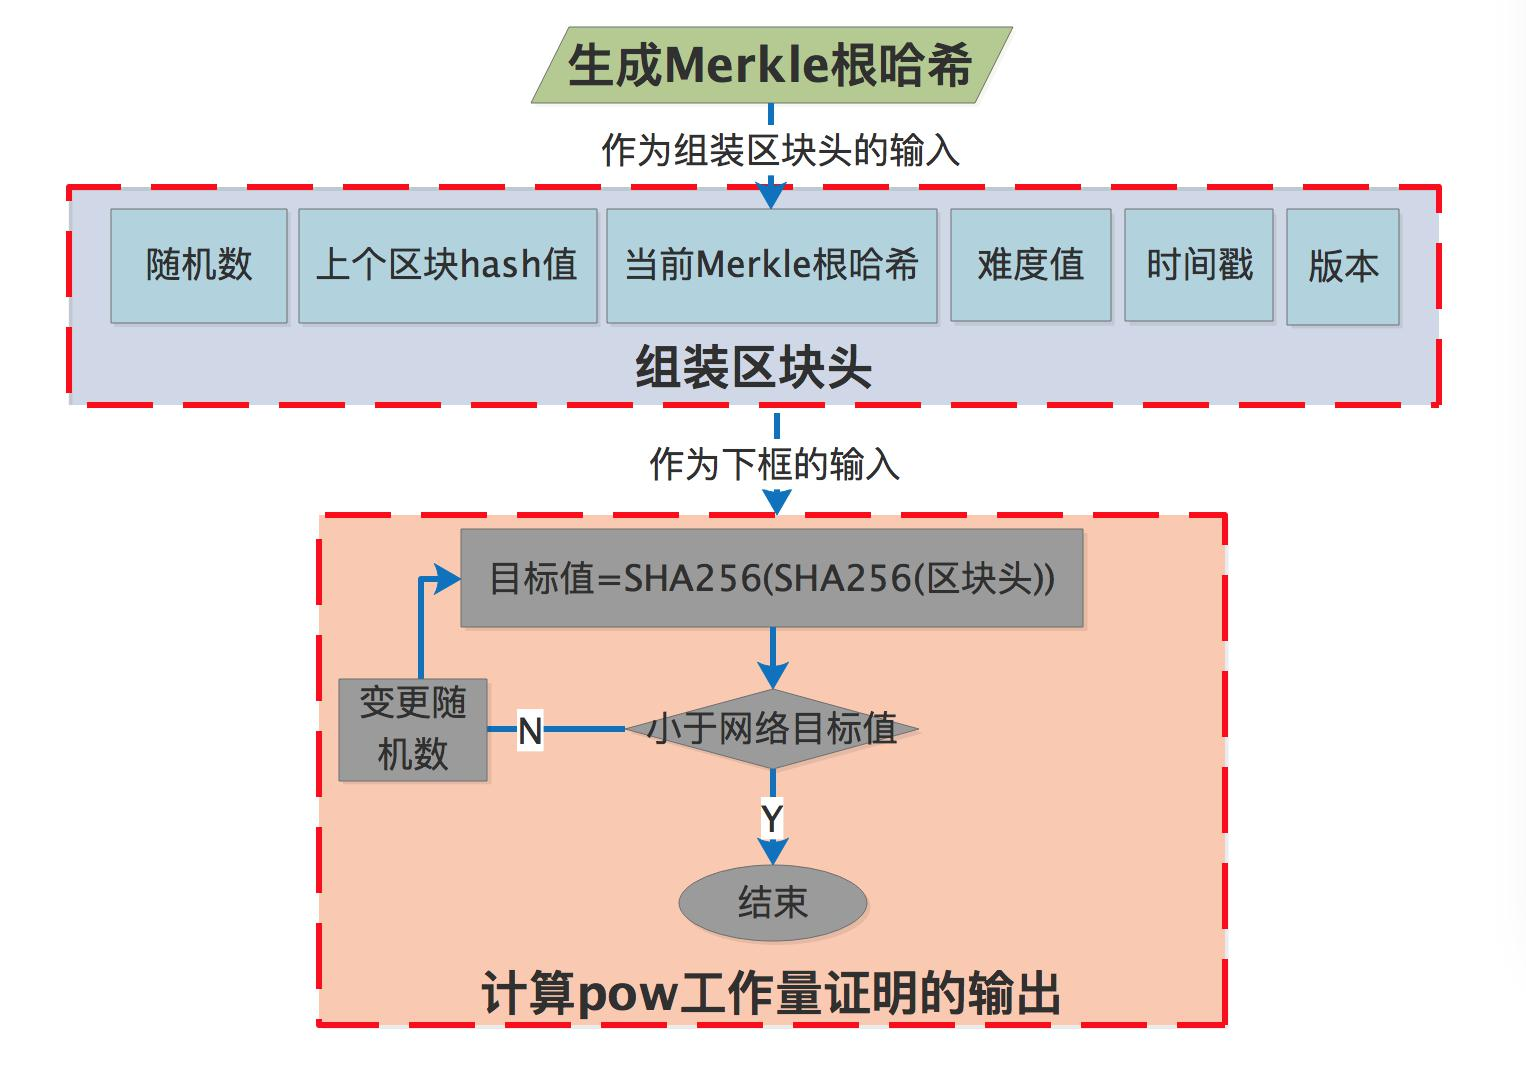 生成Merkle根哈希
作为组装区块头的输入
随机数
上个区块hash值
当前Merkle根哈希
难度值
时间戳
版本
组装区块头
作为下框的输入
目标值=SHA256(SHA256(区块头))
变更随
机数
N
小于网络目标值
Y
结束
计算pow工作量证明的输出